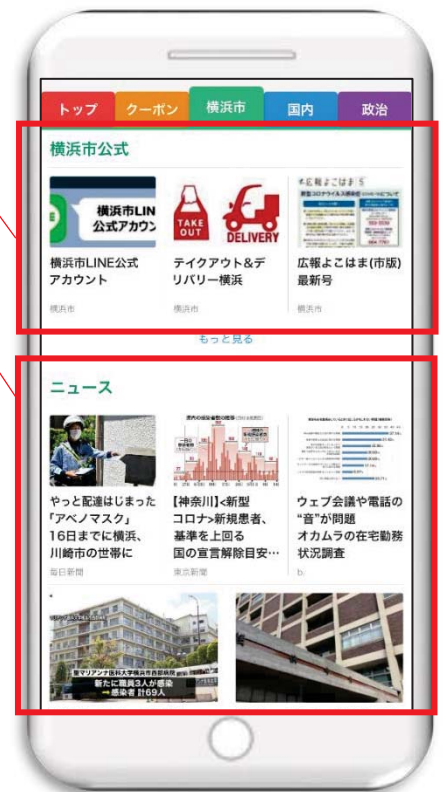 トップ
クーポン
横浜市
国内
政治
横浜市公式
横浜市LIN
公式アカウン
TAKE
OUT
DELIVERY
広報よこはま
横浜市LINE公式
アカウント
横浜市
テイクアウト&デ
リバリー横浜
横浜市
広報よこはま(市版)
最新号
横浜市
もっと見る
ニュース
やっと配達はじまった
「アベノマスク」
16日までに横浜、
川崎市の世帯に
毎日新聞
【神奈川】<新型
コロナ>新規患者、
基準を上回る
国の宣言解除目安…
東京新聞
ウェブ会議や電話の
“音”が問題
オカムラの在宅勤務
状況調査
b.
聖マリアンナ医科大学横浜市西部病院
新たに職員3人が感染
➡感染者 計69人